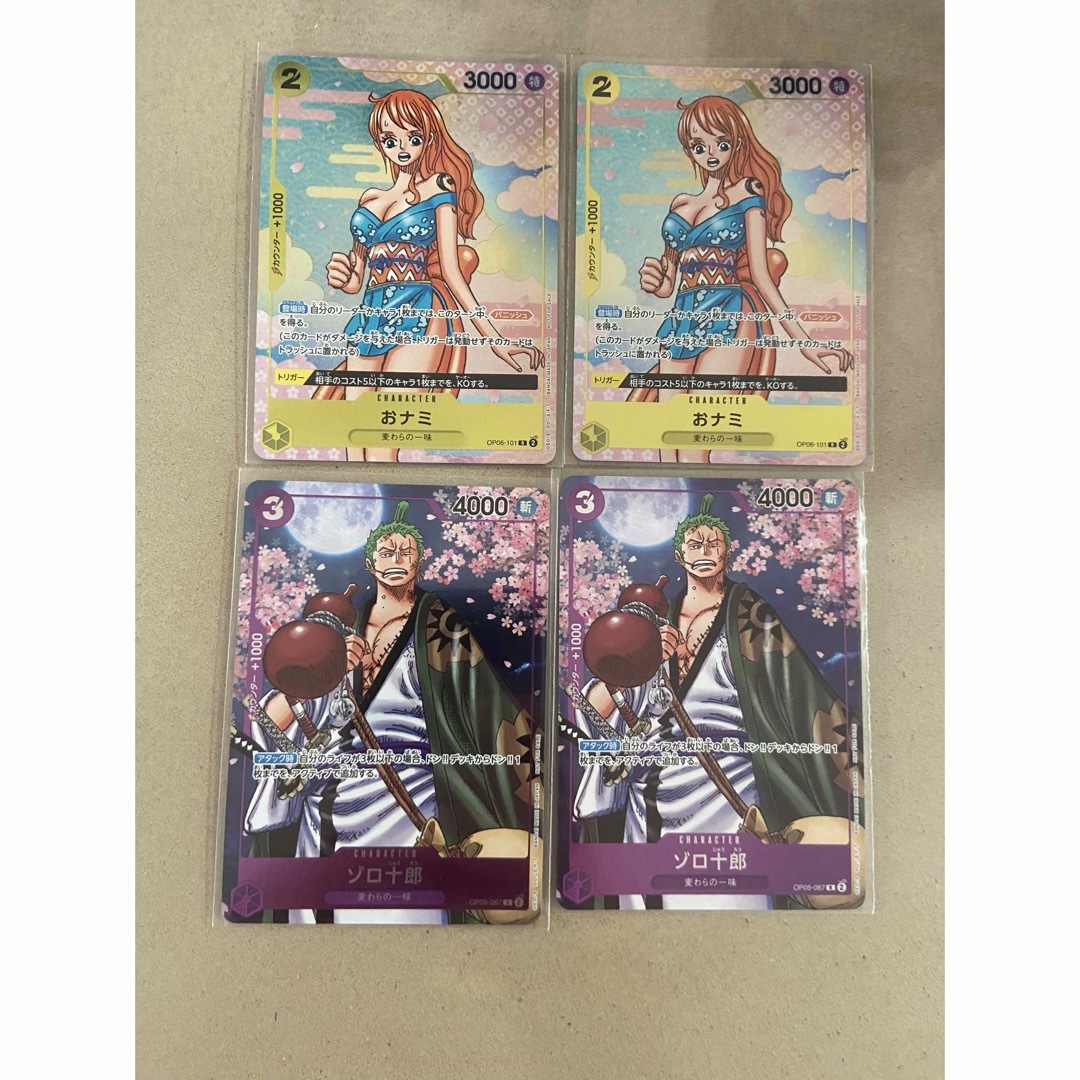 2
3000 特
カウンター +1000
登場時 自分のリーダーかキャラ1枚までは、このターン中、バニッシュ
を得る。
(このカードがダメージを与えた場合、トリガーは発動せずそのカードは
トラッシュに置かれる)
トリガー 相手のコスト5以下のキャラ1枚までを、KOする。
CHARACTER
おナミ
麦わらの一味
OP06-101 R 2
2
3000 特
カウンター +1000
登場時 自分のリーダーかキャラ1枚までは、このターン中、バニッシュ
を得る。
(このカードがダメージを与えた場合、トリガーは発動せずそのカードは
トラッシュに置かれる)
トリガー 相手のコスト5以下のキャラ1枚までを、KOする。
CHARACTER
おナミ
麦わらの一味
OP06-101 R 2
3
4000 斬
カウンター +1000
アタック時 自分のライフが3枚以下の場合、ドン!!デッキからドン!!1
枚までを、アクティブで追加する。
CHARACTER
ゾロ十郎
麦わらの一味
OP05-067 2
3
4000 斬
カウンター +1000
アタック時 自分のライフが3枚以下の場合、ドン!!デッキからドン!!1
枚までを、アクティブで追加する。
CHARACTER
ゾロ十郎
麦わらの一味
OP05-067 R 2